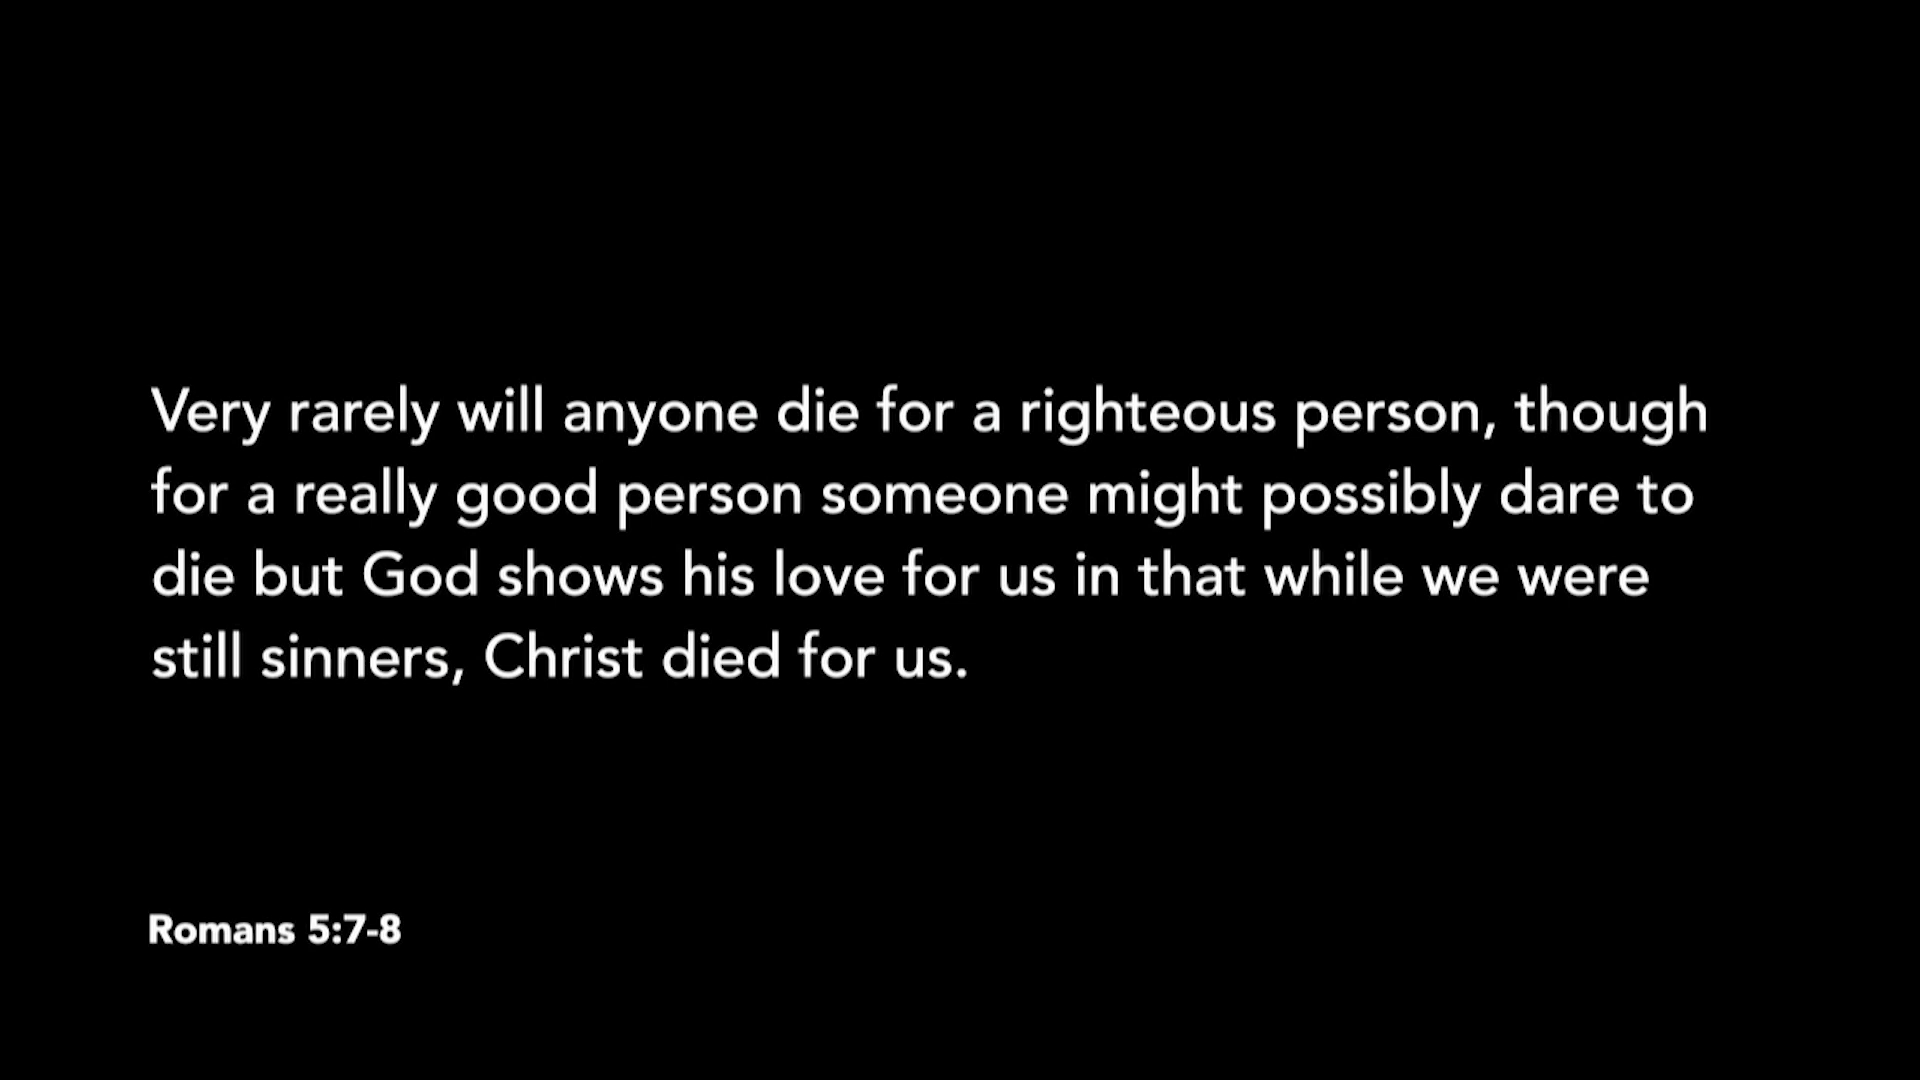 Very rarely will anyone die for a righteous person, though
for a really good person someone might possibly dare to
die but God shows his love for us in that while we were
still sinners, Christ died for us.
Romans 5:7-8